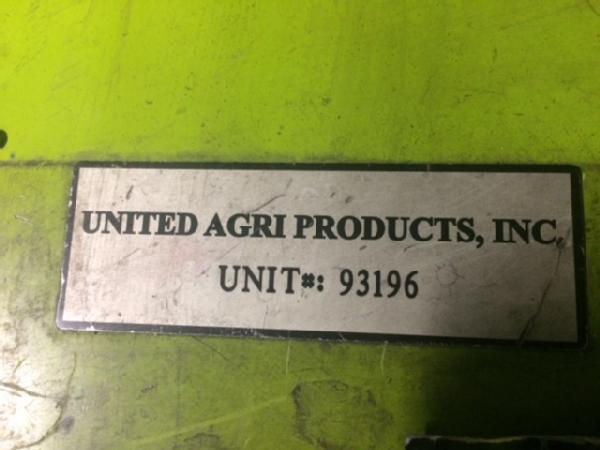 UNITED AGRI PRODUCTS, INC.
UNIT#: 93196